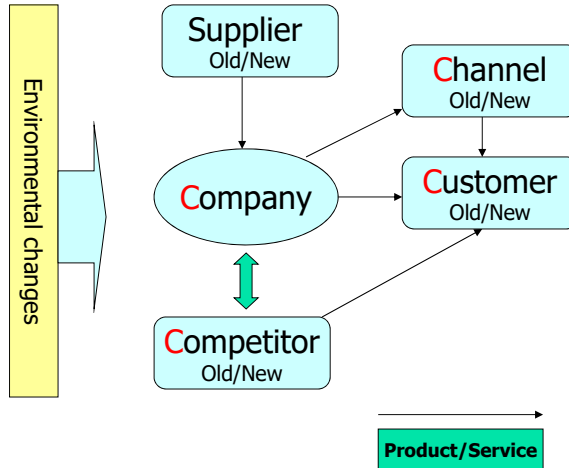 Environmental changes
Supplier
Old/New
Channel
Old/New
Company
Customer
Old/New
Competitor
Old/New
Product/Service